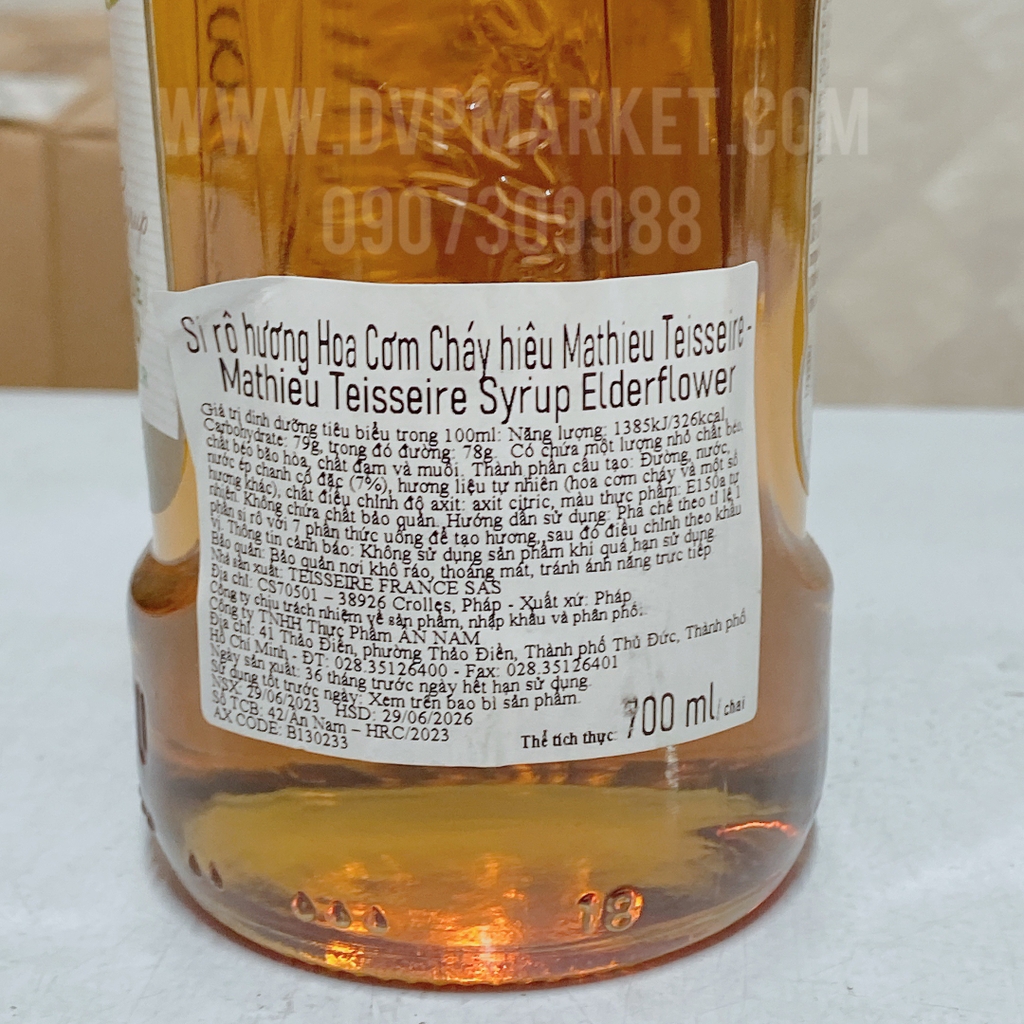 WWW.DVPMARKET.COM
0907309988
Si rô hương Hoa Cơm Cháy hiệu Mathieu Teisseire -
Mathieu Teisseire Syrup Elderflower
Giá trị dinh dưỡng tiêu biểu trong 100ml: Năng lượng: 1385kJ/326kcal,
Carbohydrate: 79g, trong đó đường: 78g. Có chứa một lượng nhỏ chất béo,
chất béo bão hòa, chất đạm và muối. Thành phần cấu tạo: Đường, nước,
nước ép chanh cô đặc (7%), hương liệu tự nhiên (hoa cơm cháy và một số
hương khác), chất điều chỉnh độ axit: axit citric, màu thực phẩm: E150a tự
nhiên. Không chứa chất bảo quản. Hướng dẫn sử dụng: Pha chế theo tỉ lệ 1
phần si rô với 7 phần thức uống để tạo hương, sau đó điều chỉnh theo khẩu
vị. Thông tin cảnh báo: Không sử dụng sản phẩm khi quá hạn sử dụng.
Bảo quản: Bảo quản nơi khô ráo, thoáng mát, tránh ánh nắng trực tiếp
Nhà sản xuất: TEISSEIRE FRANCE SAS
Địa chỉ: CS70501 – 38926 Crolles, Pháp - Xuất xứ: Pháp
Công ty chịu trách nhiệm về sản phẩm, nhập khẩu và phân phối:
Công ty TNHH Thực Phẩm AN NAM
Địa chỉ: 41 Thảo Điền, phường Thảo Điền, Thành phố Thủ Đức, Thành phố
Hồ Chí Minh - ĐT: 028.35126400 - Fax: 028.35126401
Ngày sản xuất: 36 tháng trước ngày hết hạn sử dụng.
Sử dụng tốt trước ngày: Xem trên bao bì sản phẩm.
NSX: 29/06/2023 HSD: 29/06/2026
Số TCB: 42/An Nam – HRC/2023
AX CODE: B130233
Thể tích thực: 700 ml/chai
18